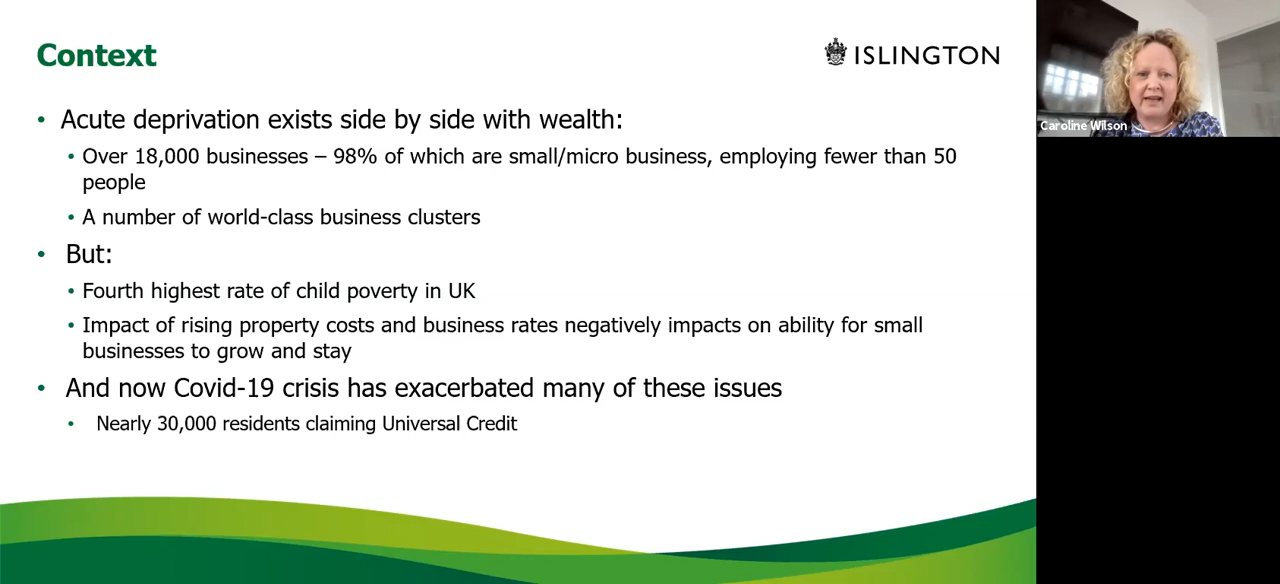 Context
ISLINGTON
• Acute deprivation exists side by side with wealth:
• Over 18,000 businesses – 98% of which are small/micro business, employing fewer than 50
people
• A number of world-class business clusters
• But:
• Fourth highest rate of child poverty in UK
• Impact of rising property costs and business rates negatively impacts on ability for small
businesses to grow and stay
• And now Covid-19 crisis has exacerbated many of these issues
• Nearly 30,000 residents claiming Universal Credit
Caroline Wilson